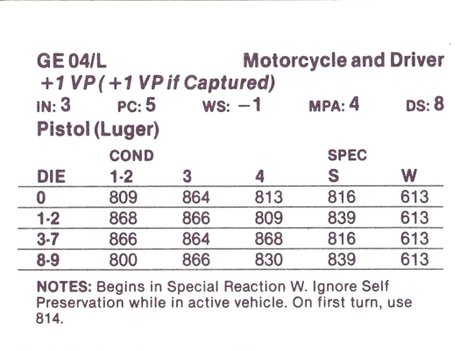 GE 04/L Motorcycle and Driver
+1 VP ( +1 VP if Captured)
IN: 3 PC: 5 WS: −1 MPA: 4 DS: 8
Pistol (Luger)
COND SPEC
DIE 1-2 3 4 S W
0 809 864 813 816 613
1-2 868 866 809 839 613
3-7 866 864 868 816 613
8-9 800 866 830 839 613
NOTES: Begins in Special Reaction W. Ignore Self
Preservation while in active vehicle. On first turn, use
814.